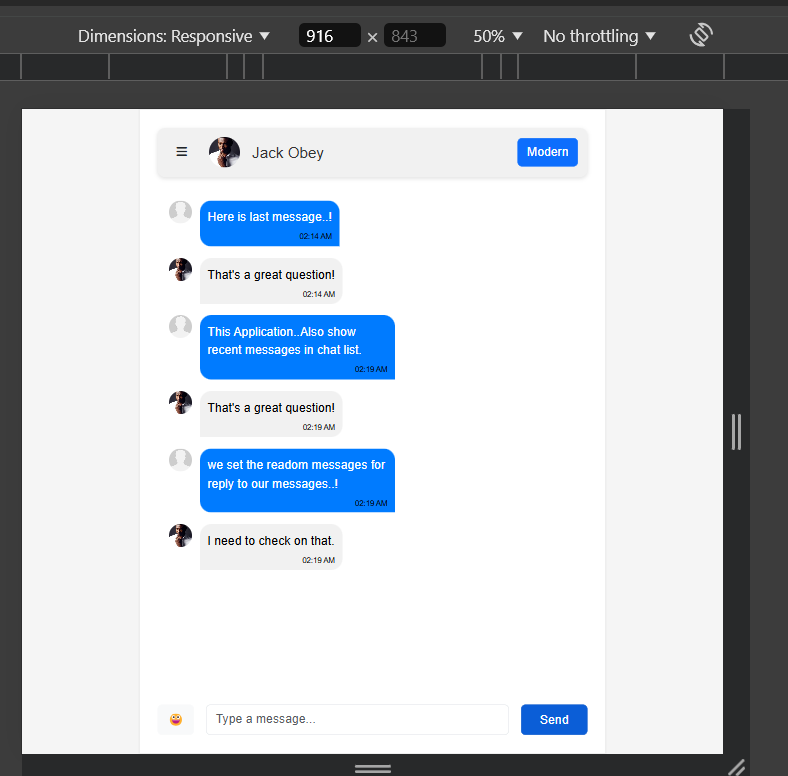 Dimensions: Responsive ▼ 916 × 843 50% ▼ No throttling ▼
☰ Jack Obey Modern
Here is last message..!
02:14 AM
That's a great question!
02:14 AM
This Application..Also show
recent messages in chat list.
02:19 AM
That's a great question!
02:19 AM
we set the readom messages for
reply to our messages..!
02:19 AM
I need to check on that.
02:19 AM
😀 Type a message... Send